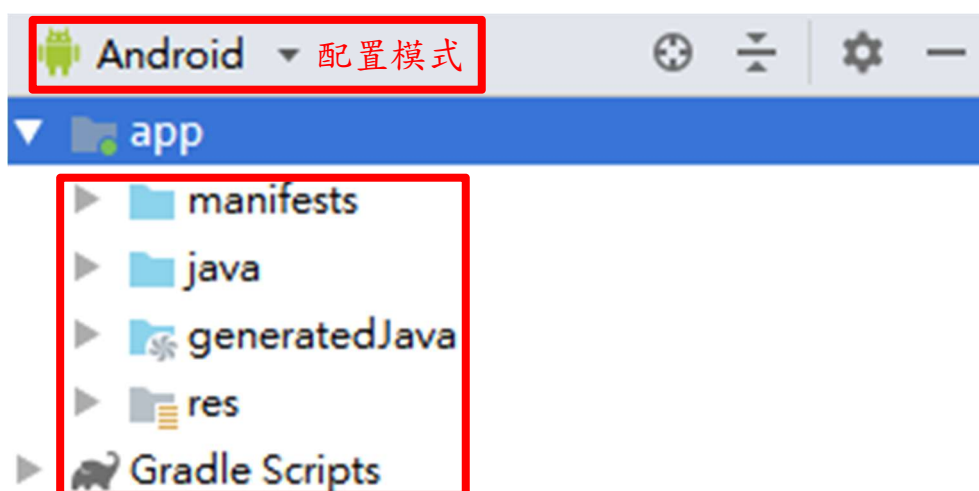 Android 配置模式
app
manifests
java
generatedJava
res
Gradle Scripts